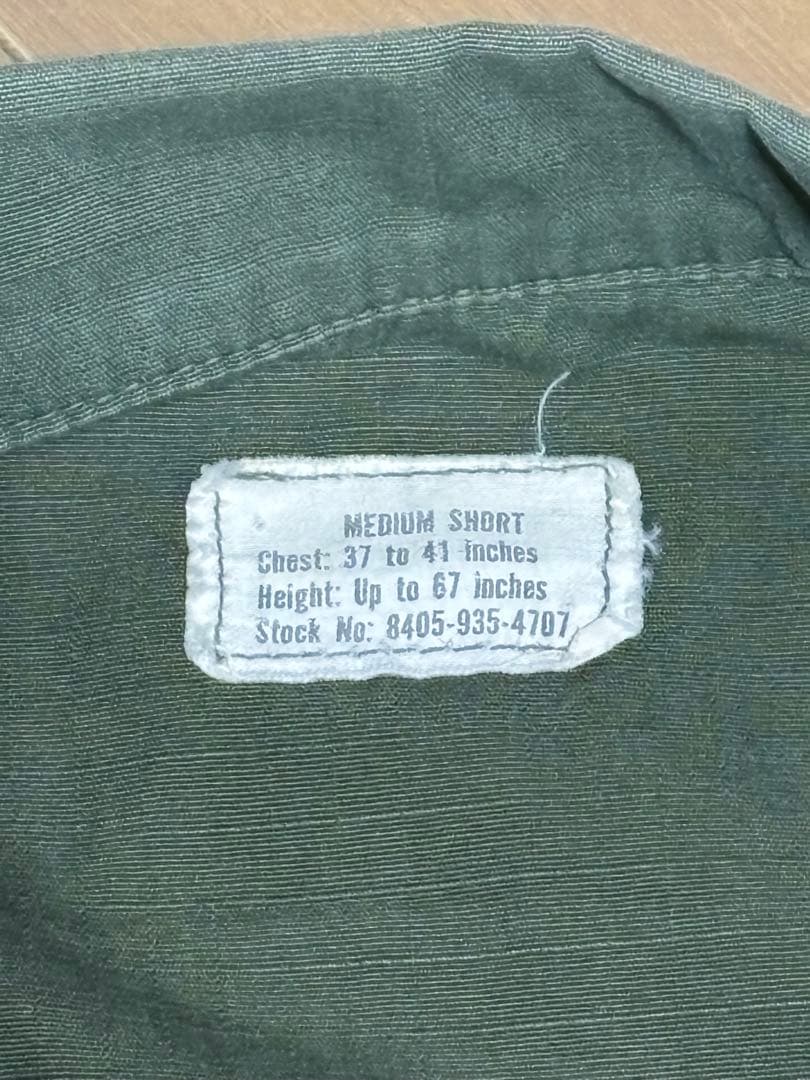 MEDIUM SHORT
Chest: 37 to 41 inches
Height: Up to 67 inches
Stock No: 8405-935-4707